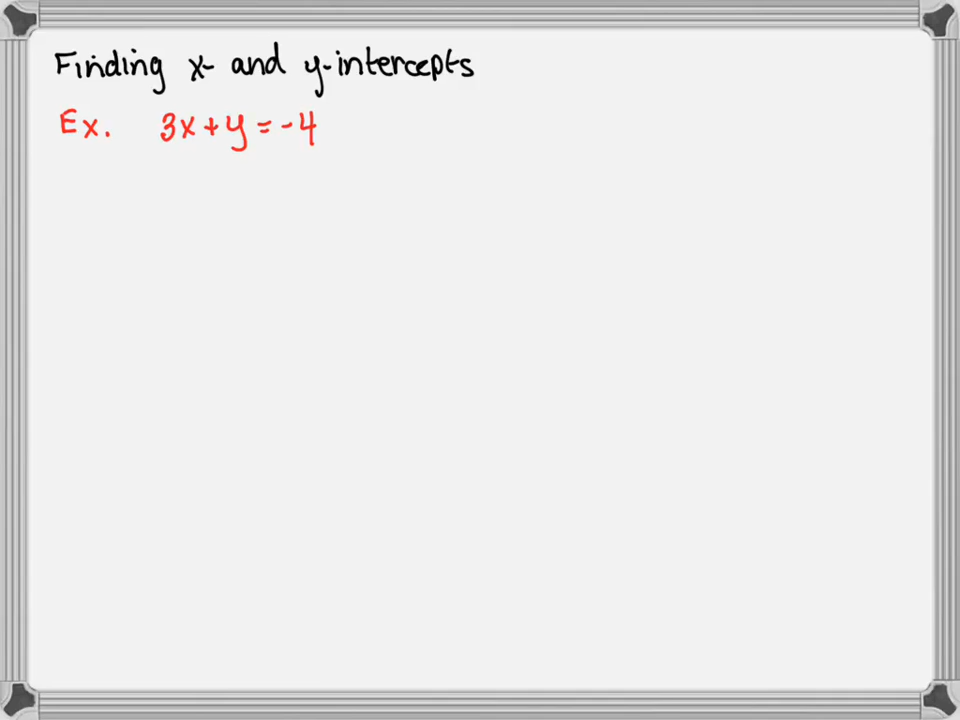 Finding x- and y-intercepts
Ex. 3x+y=-4